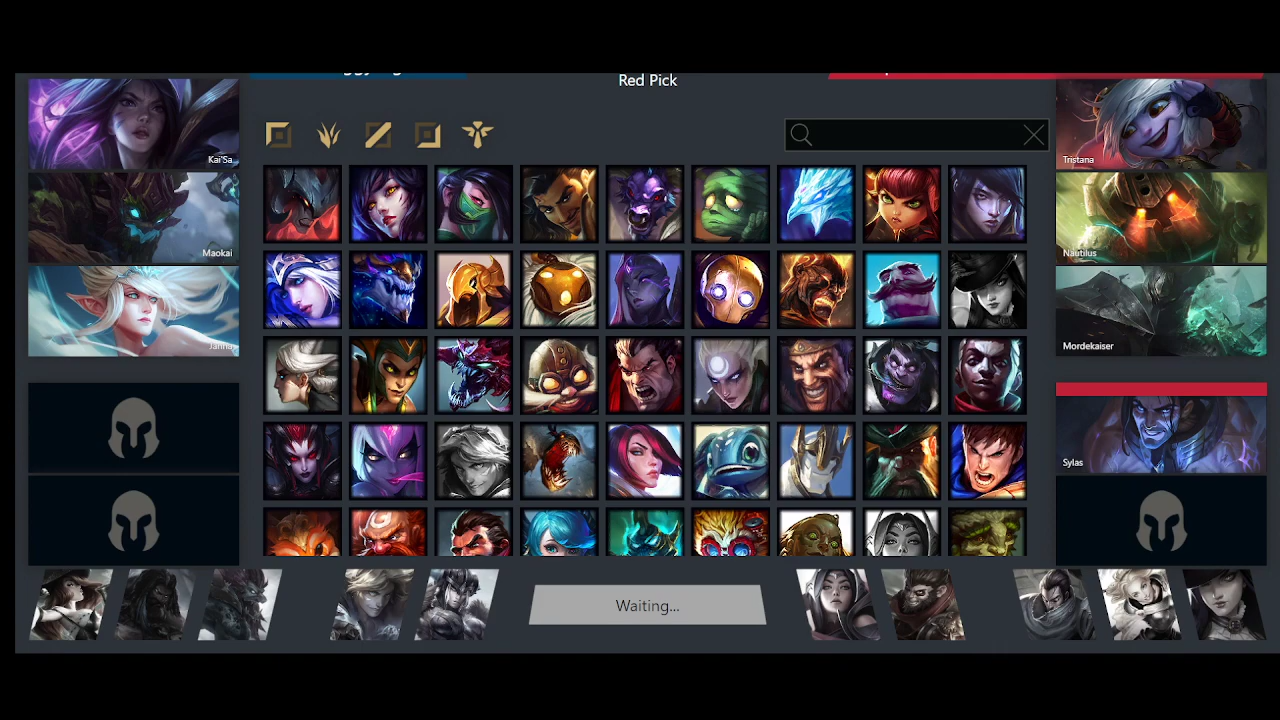 Red Pick
Kai'Sa
Maokai
Janna
Tristana
Nautilus
Mordekaiser
Sylas
Waiting...